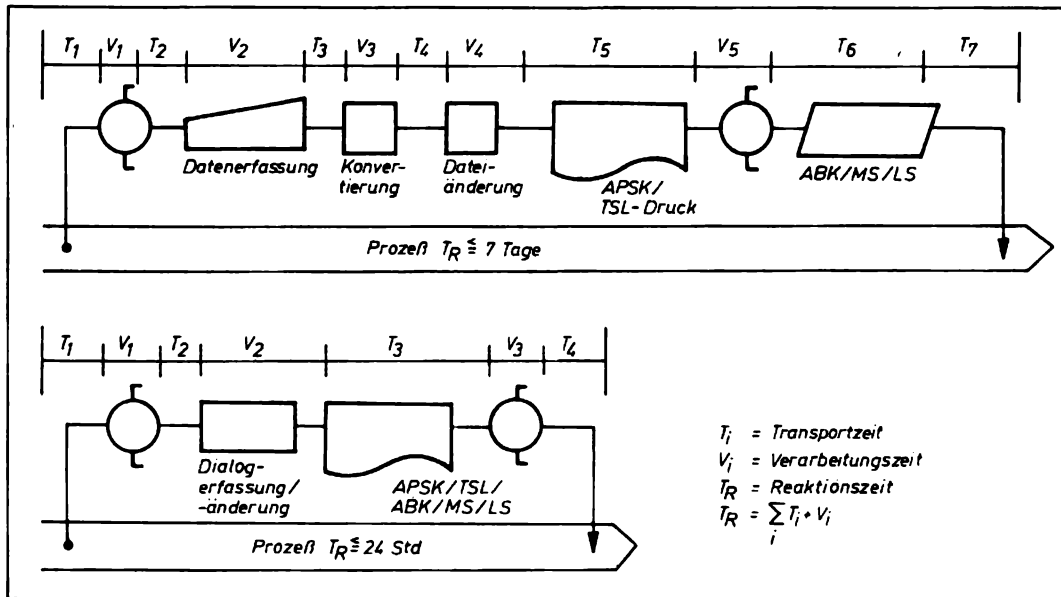 T1 V1 T2 V2 T3 V3 T4 V4 T5 V5 T6 V6 T7
Datenerfassung
Konver-
tierung
Datei-
änderung
APSK/
TSL-Druck
ABK/MS/LS
Prozeß TR ≦ 7 Tage
T1 V1 T2 V2 T3 V3 T4
Dialog-
erfassung/
-änderung
APSK/TSL/
ABK/MS/LS
Prozeß TR ≦ 24 Std
Ti = Transportzeit
Vi = Verarbeitungszeit
TR = Reaktionszeit
TR = ∑i Ti + Vi